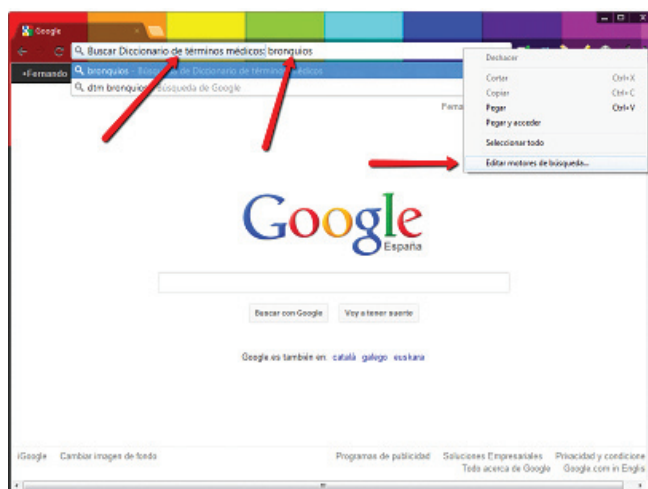 Google
Buscar Diccionario de términos médicos: bronquios
Deshacer
+Fernando
bronquios - Búsqueda de Diccionario de términos médicos
Cortar Ctrl+X
dtm bronquios - Búsqueda de Google
Copiar Ctrl+C
Pegar Ctrl+V
Pegar y acceder
Seleccionar todo
Editar motores de búsqueda...
Google
España
Buscar con Google Voy a tener suerte
Google es también en: català galego euskara
iGoogle Cambiar imagen de fondo Programas de publicidad Soluciones Empresariales Privacidad y condicione
Todo acerca de Google Google.com in Englis